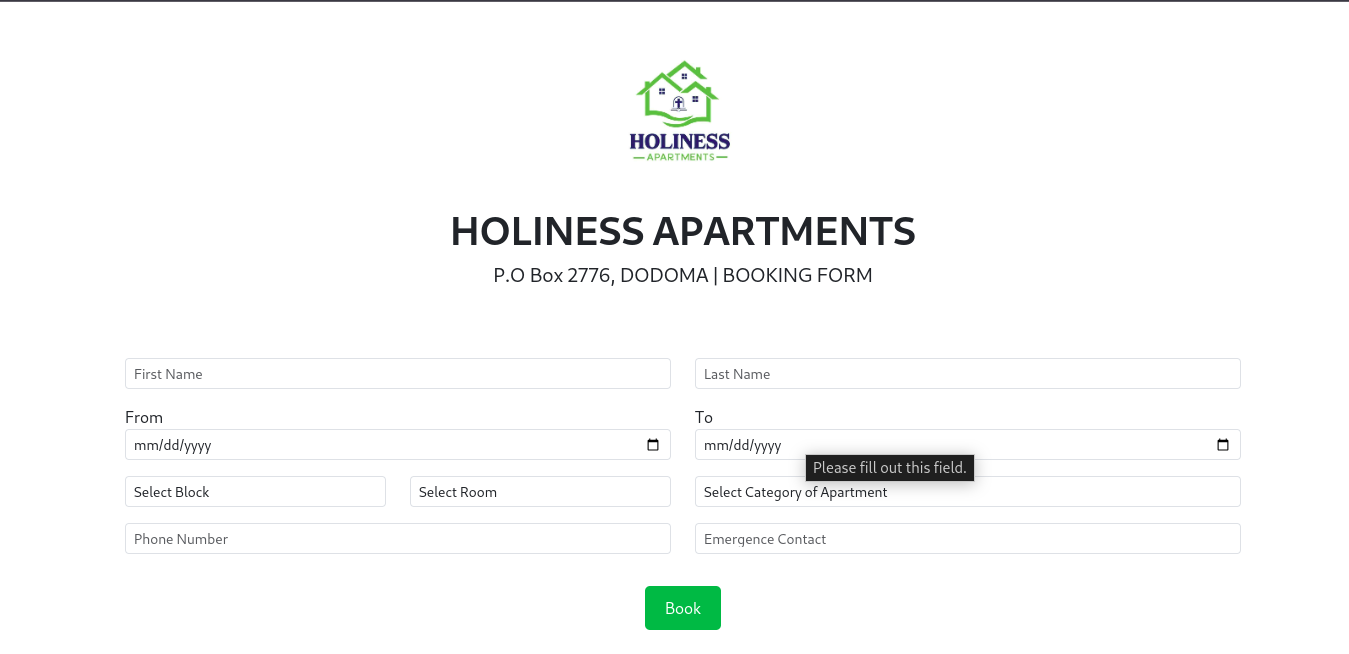 HOLINESS
APARTMENTS
HOLINESS APARTMENTS
P.O Box 2776, DODOMA | BOOKING FORM
First Name
Last Name
From
To
mm/dd/yyyy
mm/dd/yyyy
Please fill out this field.
Select Block
Select Room
Select Category of Apartment
Phone Number
Emergence Contact
Book